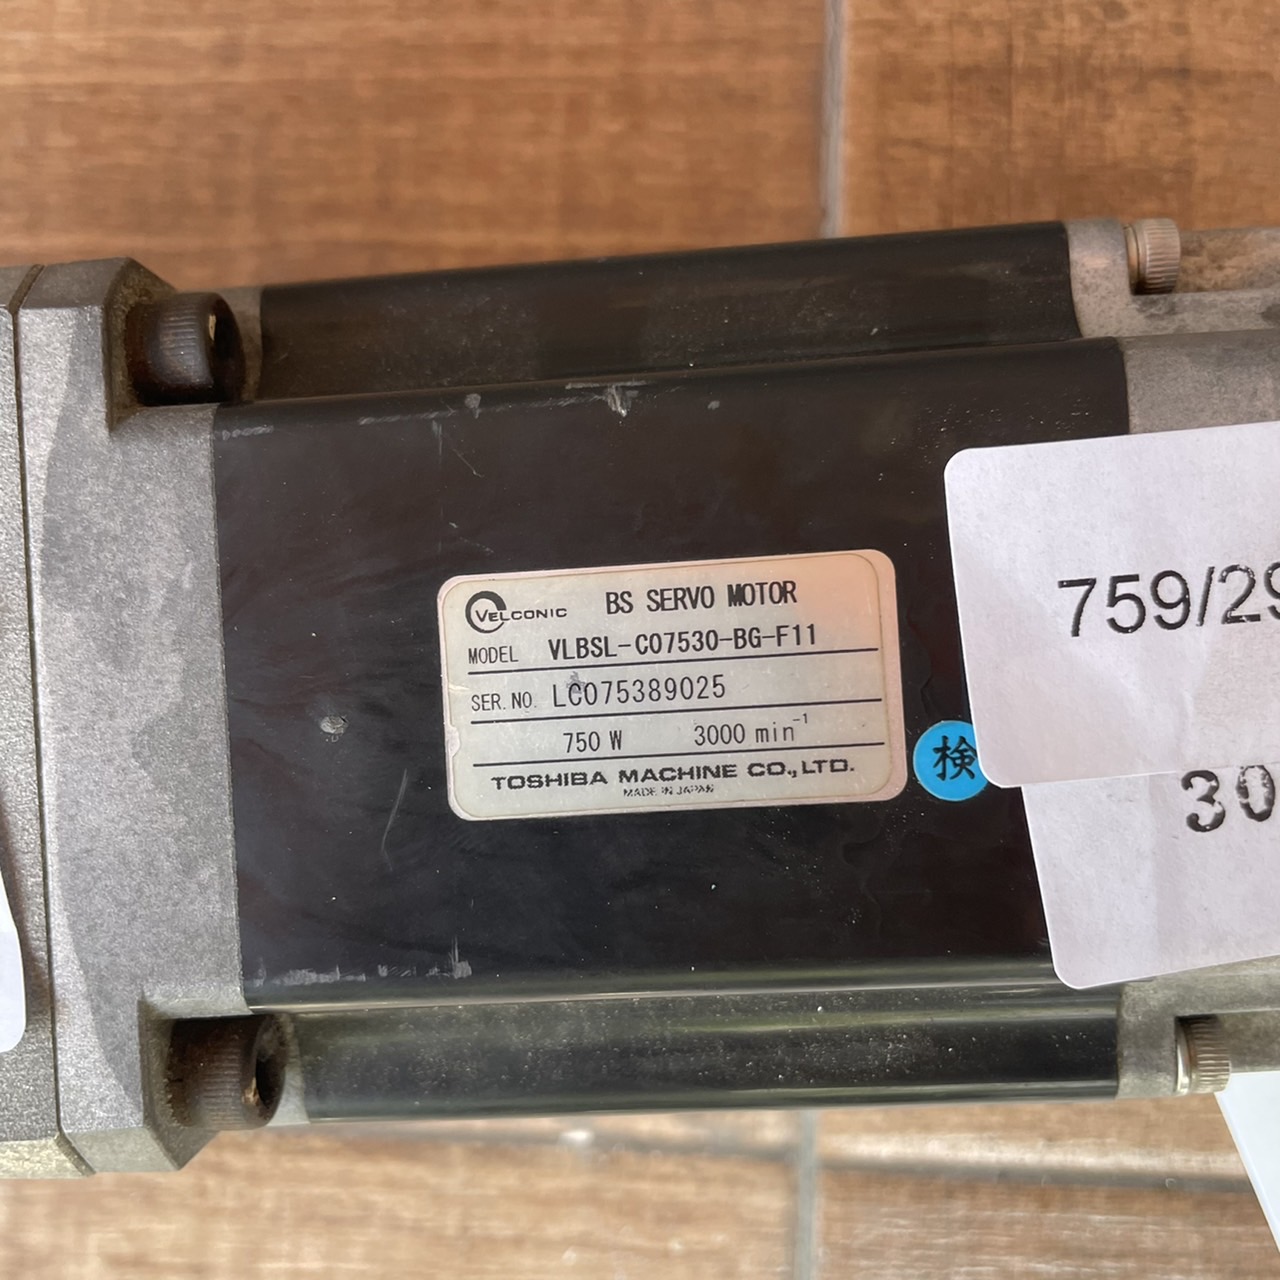 VELCONIC BS SERVO MOTOR
MODEL VLBSL-C07530-BG-F11
SER. NO. LC075389025
750 W 3000 min⁻¹
TOSHIBA MACHINE CO., LTD.
MADE IN JAPAN
検
759/29
30